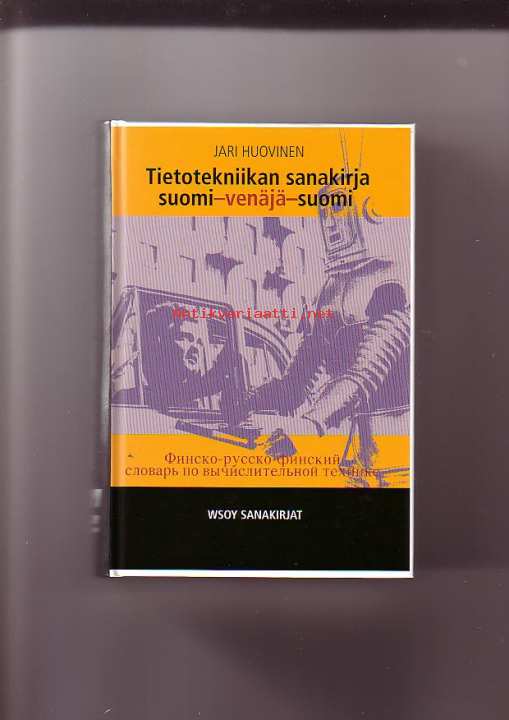 JARI HUOVINEN
Tietotekniikan sanakirja
suomi–venäjä–suomi
Antikvariaatti.net
Финско-русско-финский
словарь по вычислительной технике
WSOY SANAKIRJAT